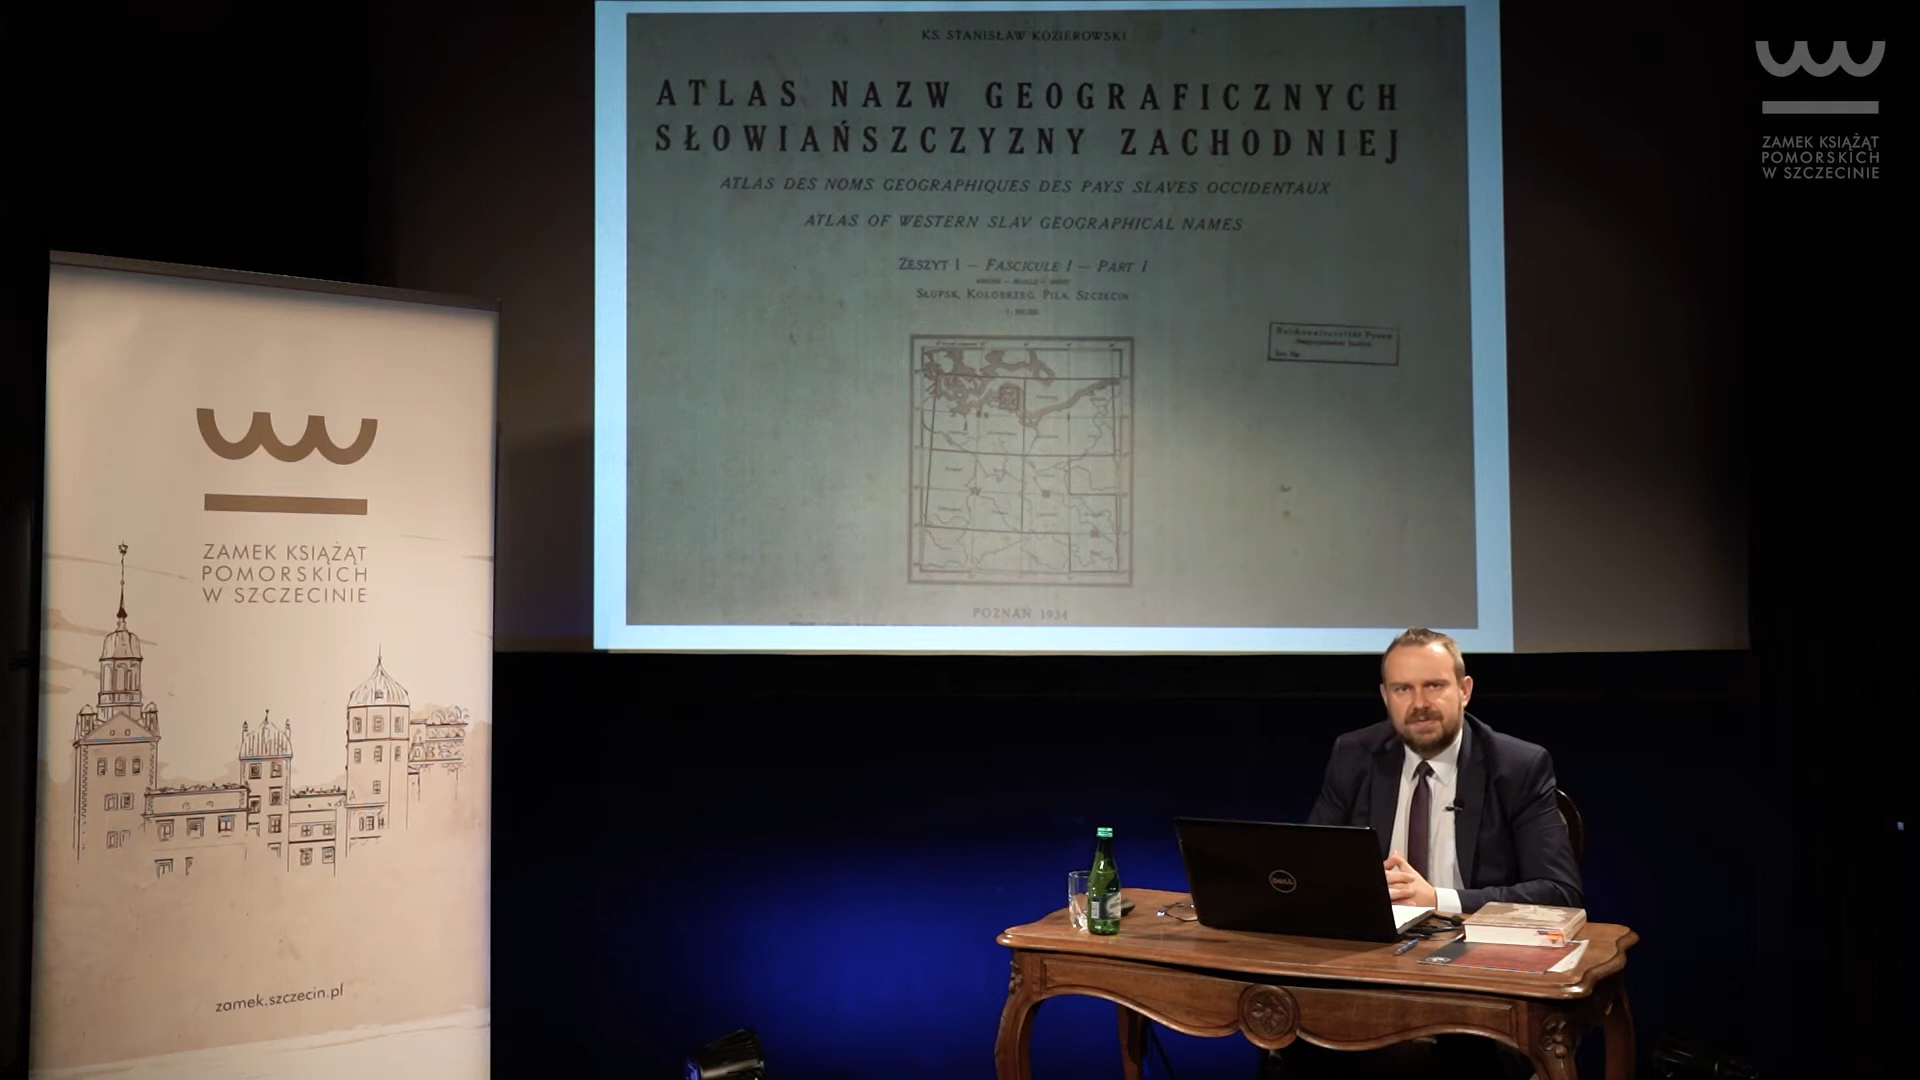 KS. STANISŁAW KOZIEROWSKI
ATLAS NAZW GEOGRAFICZNYCH
SŁOWIAŃSZCZYZNY ZACHODNIEJ
ATLAS DES NOMS GEOGRAPHIQUES DES PAYS SLAVES OCCIDENTAUX
ATLAS OF WESTERN SLAV GEOGRAPHICAL NAMES
ZESZYT I – FASCICULE I – PART I
SŁUPSK, KOŁOBRZEG, PIŁA, SZCZECIN
POZNAŃ 1934
ZAMEK KSIĄŻĄT
POMORSKICH
W SZCZECINIE
ZAMEK KSIĄŻĄT
POMORSKICH
W SZCZECINIE
zamek.szczecin.pl
DELL